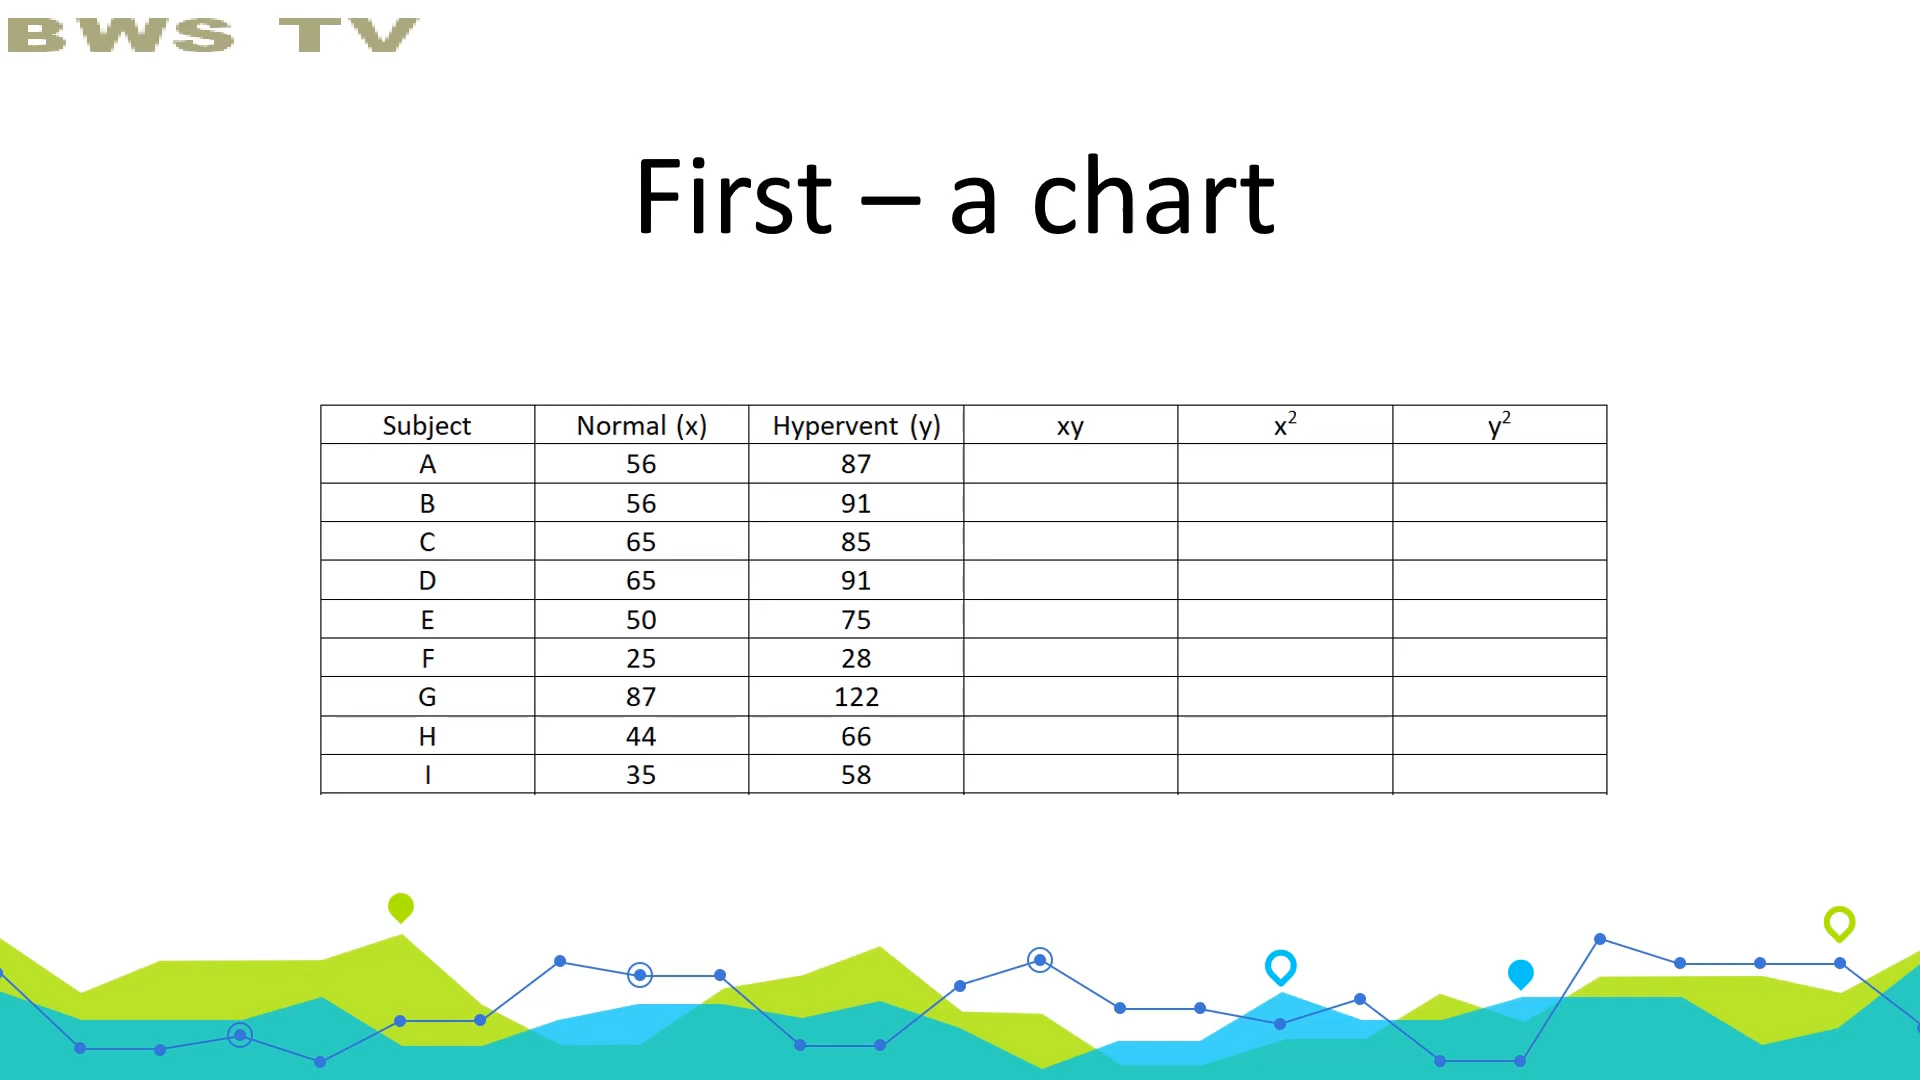 BWS TV
First – a chart
Subject Normal (x) Hypervent (y) xy x² y²
A 56 87
B 56 91
C 65 85
D 65 91
E 50 75
F 25 28
G 87 122
H 44 66
I 35 58